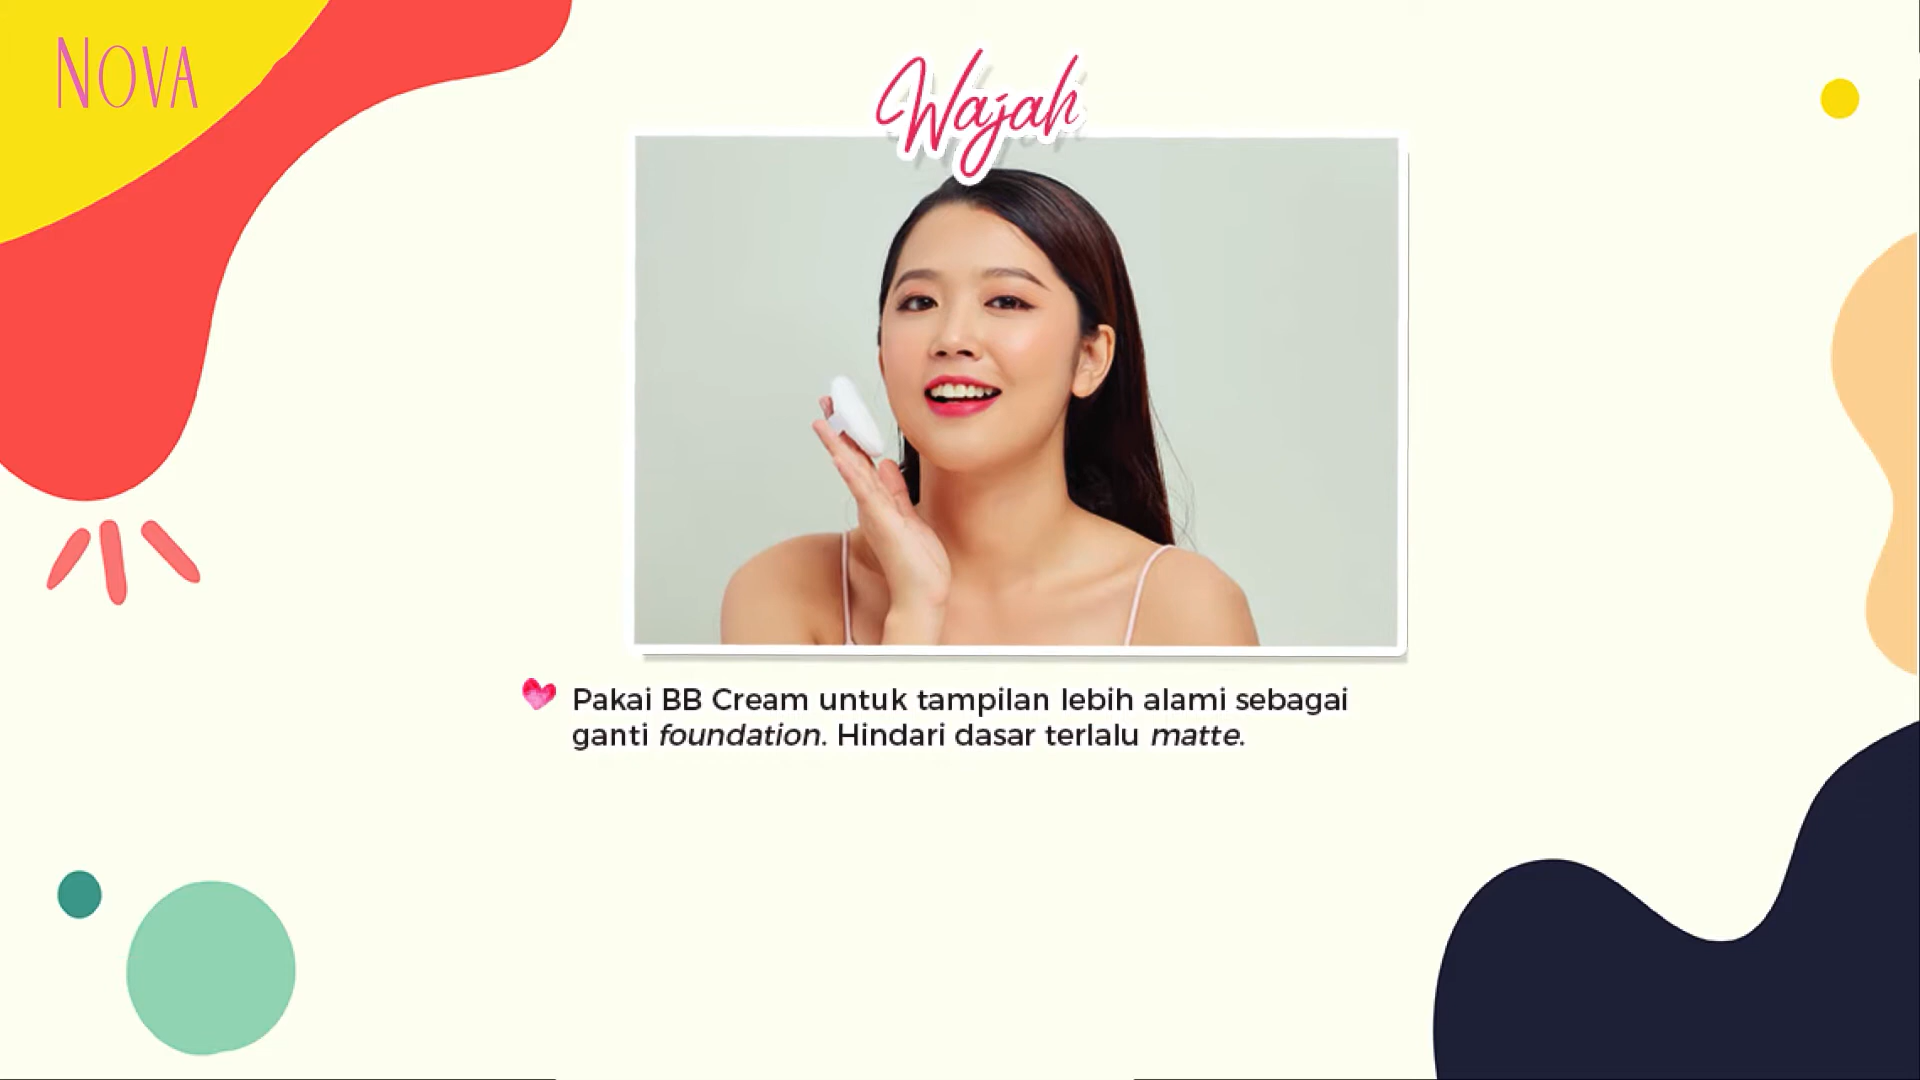 NOVA
Wajah
Pakai BB Cream untuk tampilan lebih alami sebagai
ganti foundation. Hindari dasar terlalu matte.